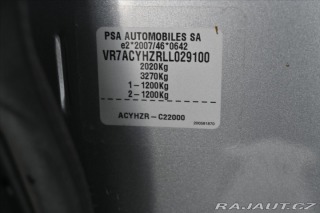 PSA AUTOMOBILES SA
e2*2007/46*0642
VR7ACYHZRLL029100
2020Kg
3270Kg
1 – 1200Kg
2 – 1200Kg
ACYHZR – C22000
RAJAUT.CZ